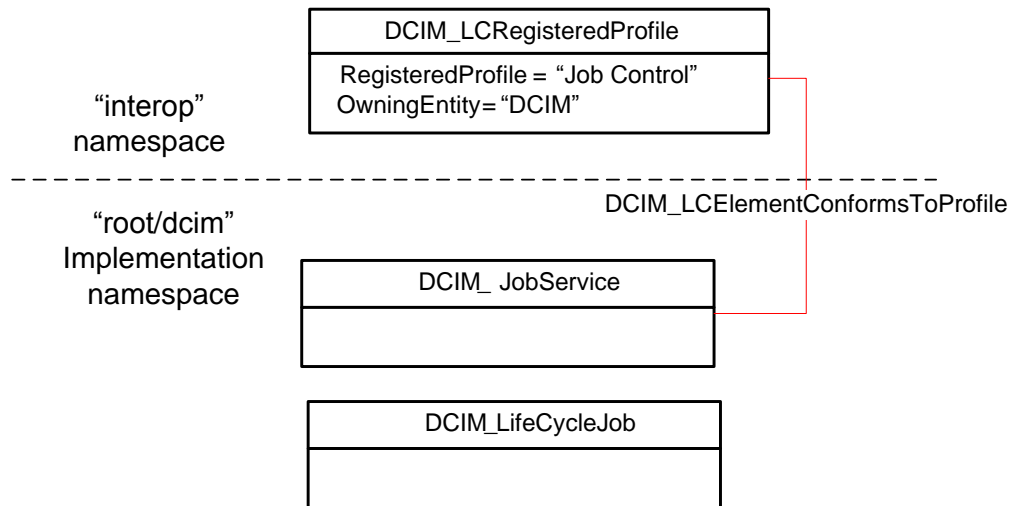 DCIM_LCRegisteredProfile
RegisteredProfile = “Job Control”
OwningEntity= “DCIM”
“interop”
namespace
DCIM_LCElementConformsToProfile
“root/dcim”
Implementation
namespace
DCIM_ JobService
DCIM_LifeCycleJob